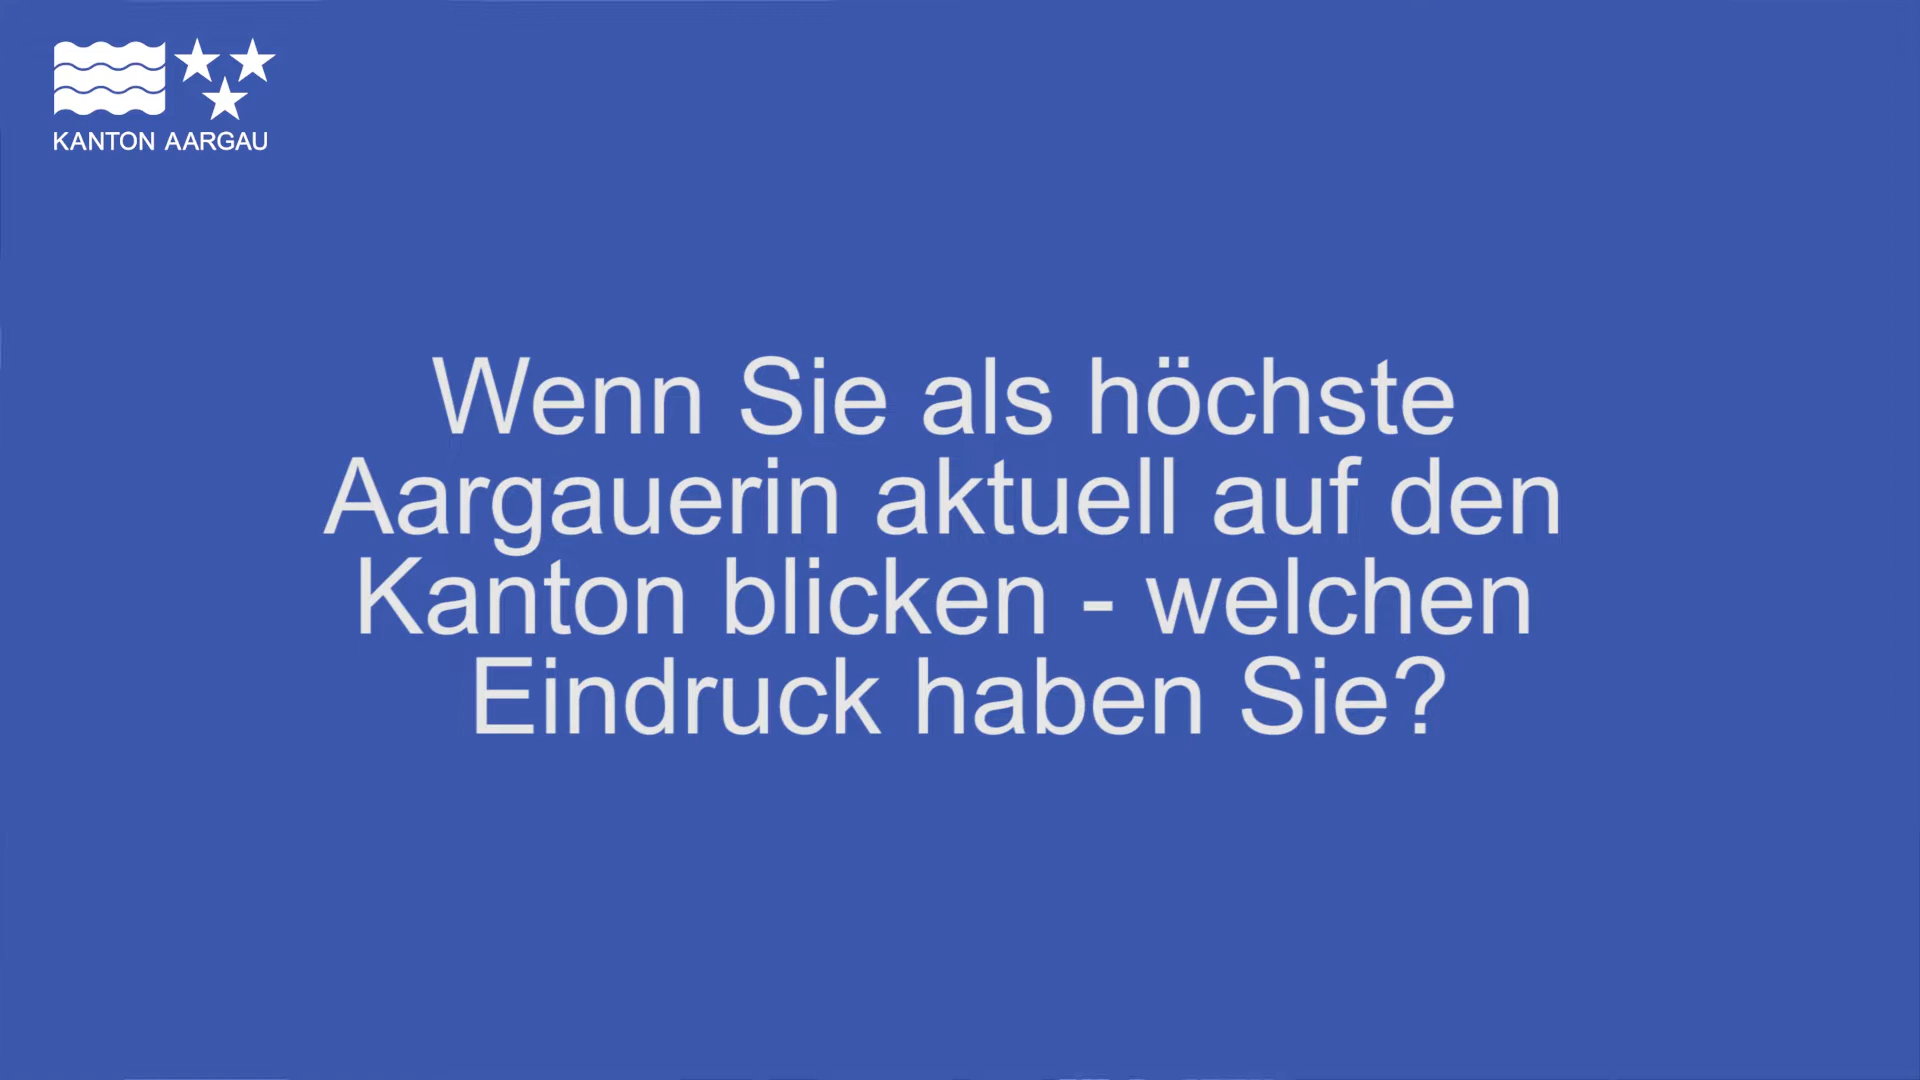 KANTON AARGAU
Wenn Sie als höchste
Aargauerin aktuell auf den
Kanton blicken - welchen
Eindruck haben Sie?